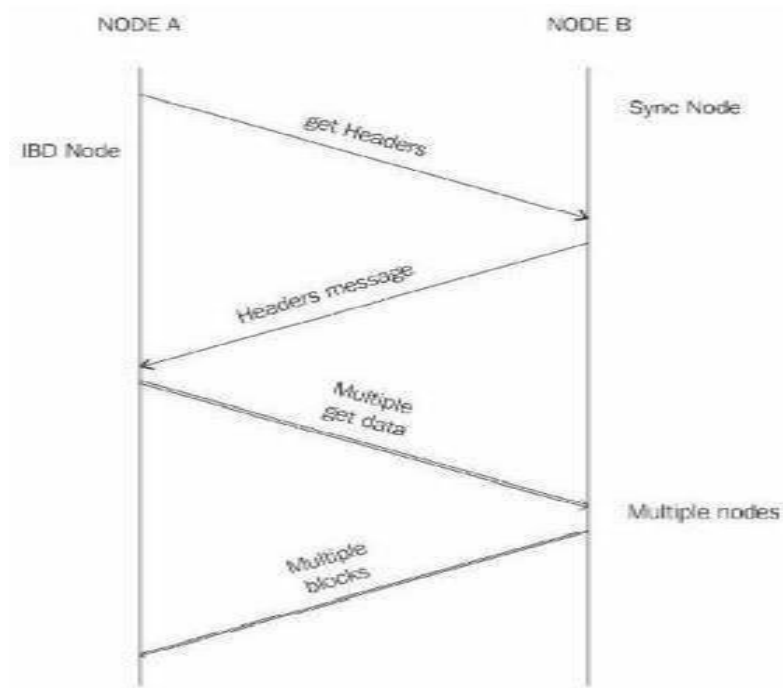 NODE A
NODE B
Sync Node
get Headers
IBD Node
Headers message
Multiple
get data
Multiple nodes
Multiple
blocks